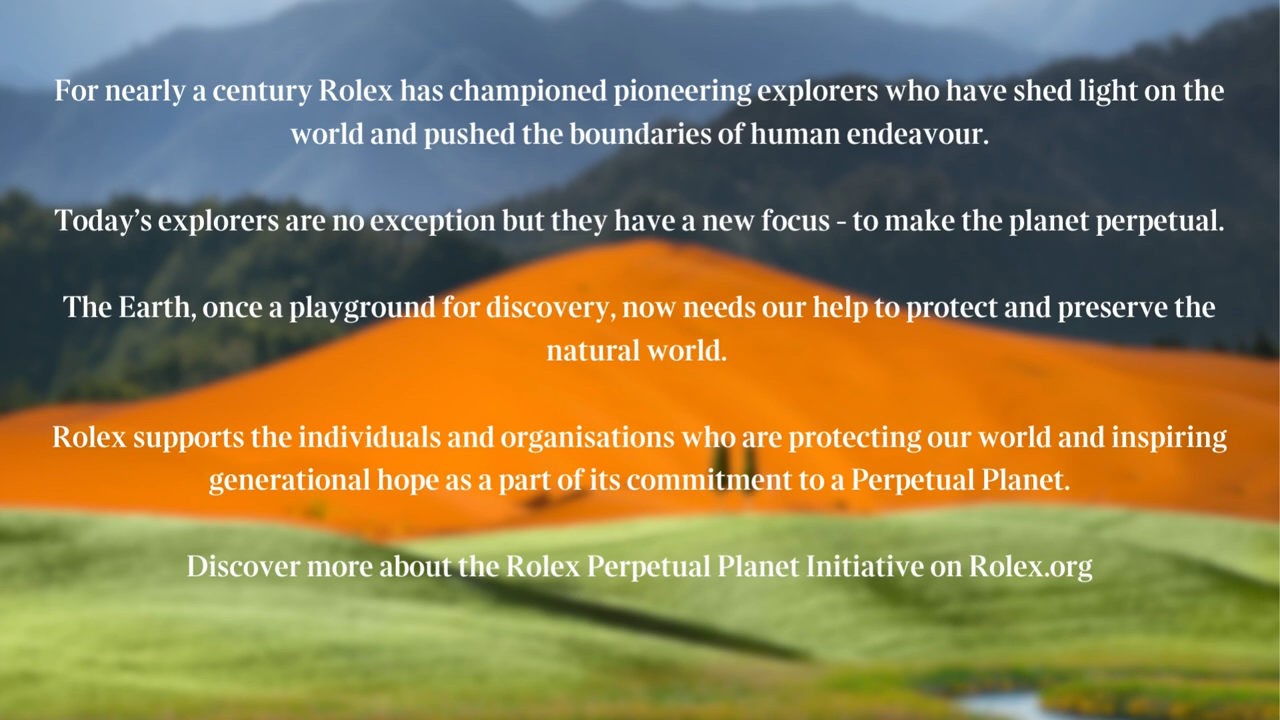 For nearly a century Rolex has championed pioneering explorers who have shed light on the
world and pushed the boundaries of human endeavour.
Today’s explorers are no exception but they have a new focus - to make the planet perpetual.
The Earth, once a playground for discovery, now needs our help to protect and preserve the
natural world.
Rolex supports the individuals and organisations who are protecting our world and inspiring
generational hope as a part of its commitment to a Perpetual Planet.
Discover more about the Rolex Perpetual Planet Initiative on Rolex.org